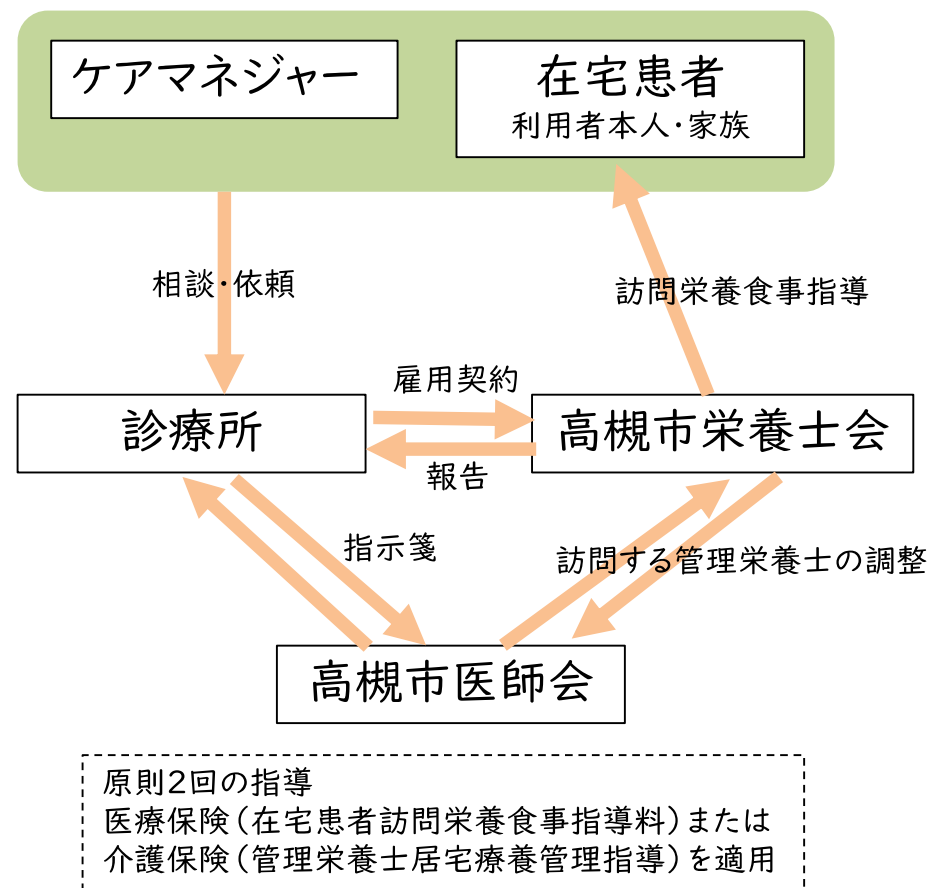 ケアマネジャー
在宅患者
利用者本人・家族
相談・依頼
訪問栄養食事指導
雇用契約
診療所
高槻市栄養士会
報告
指示箋
訪問する管理栄養士の調整
高槻市医師会
原則2回の指導
医療保険(在宅患者訪問栄養食事指導料)または
介護保険(管理栄養士居宅療養管理指導)を適用